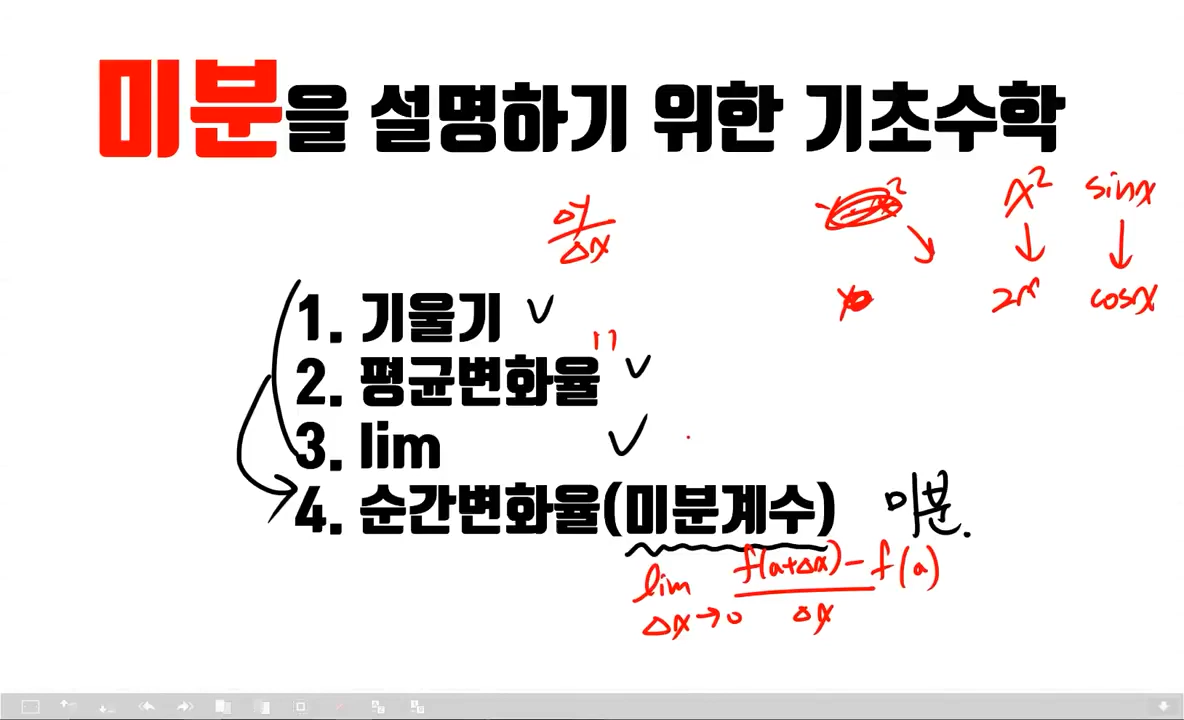 미분을 설명하기 위한 기초수학
x² sinx
Δy
Δx
2x cosx
1. 기울기
2. 평균변화율
3. lim
4. 순간변화율(미분계수) 미분.
lim f(a+Δx)-f(a)
Δx→0 Δx